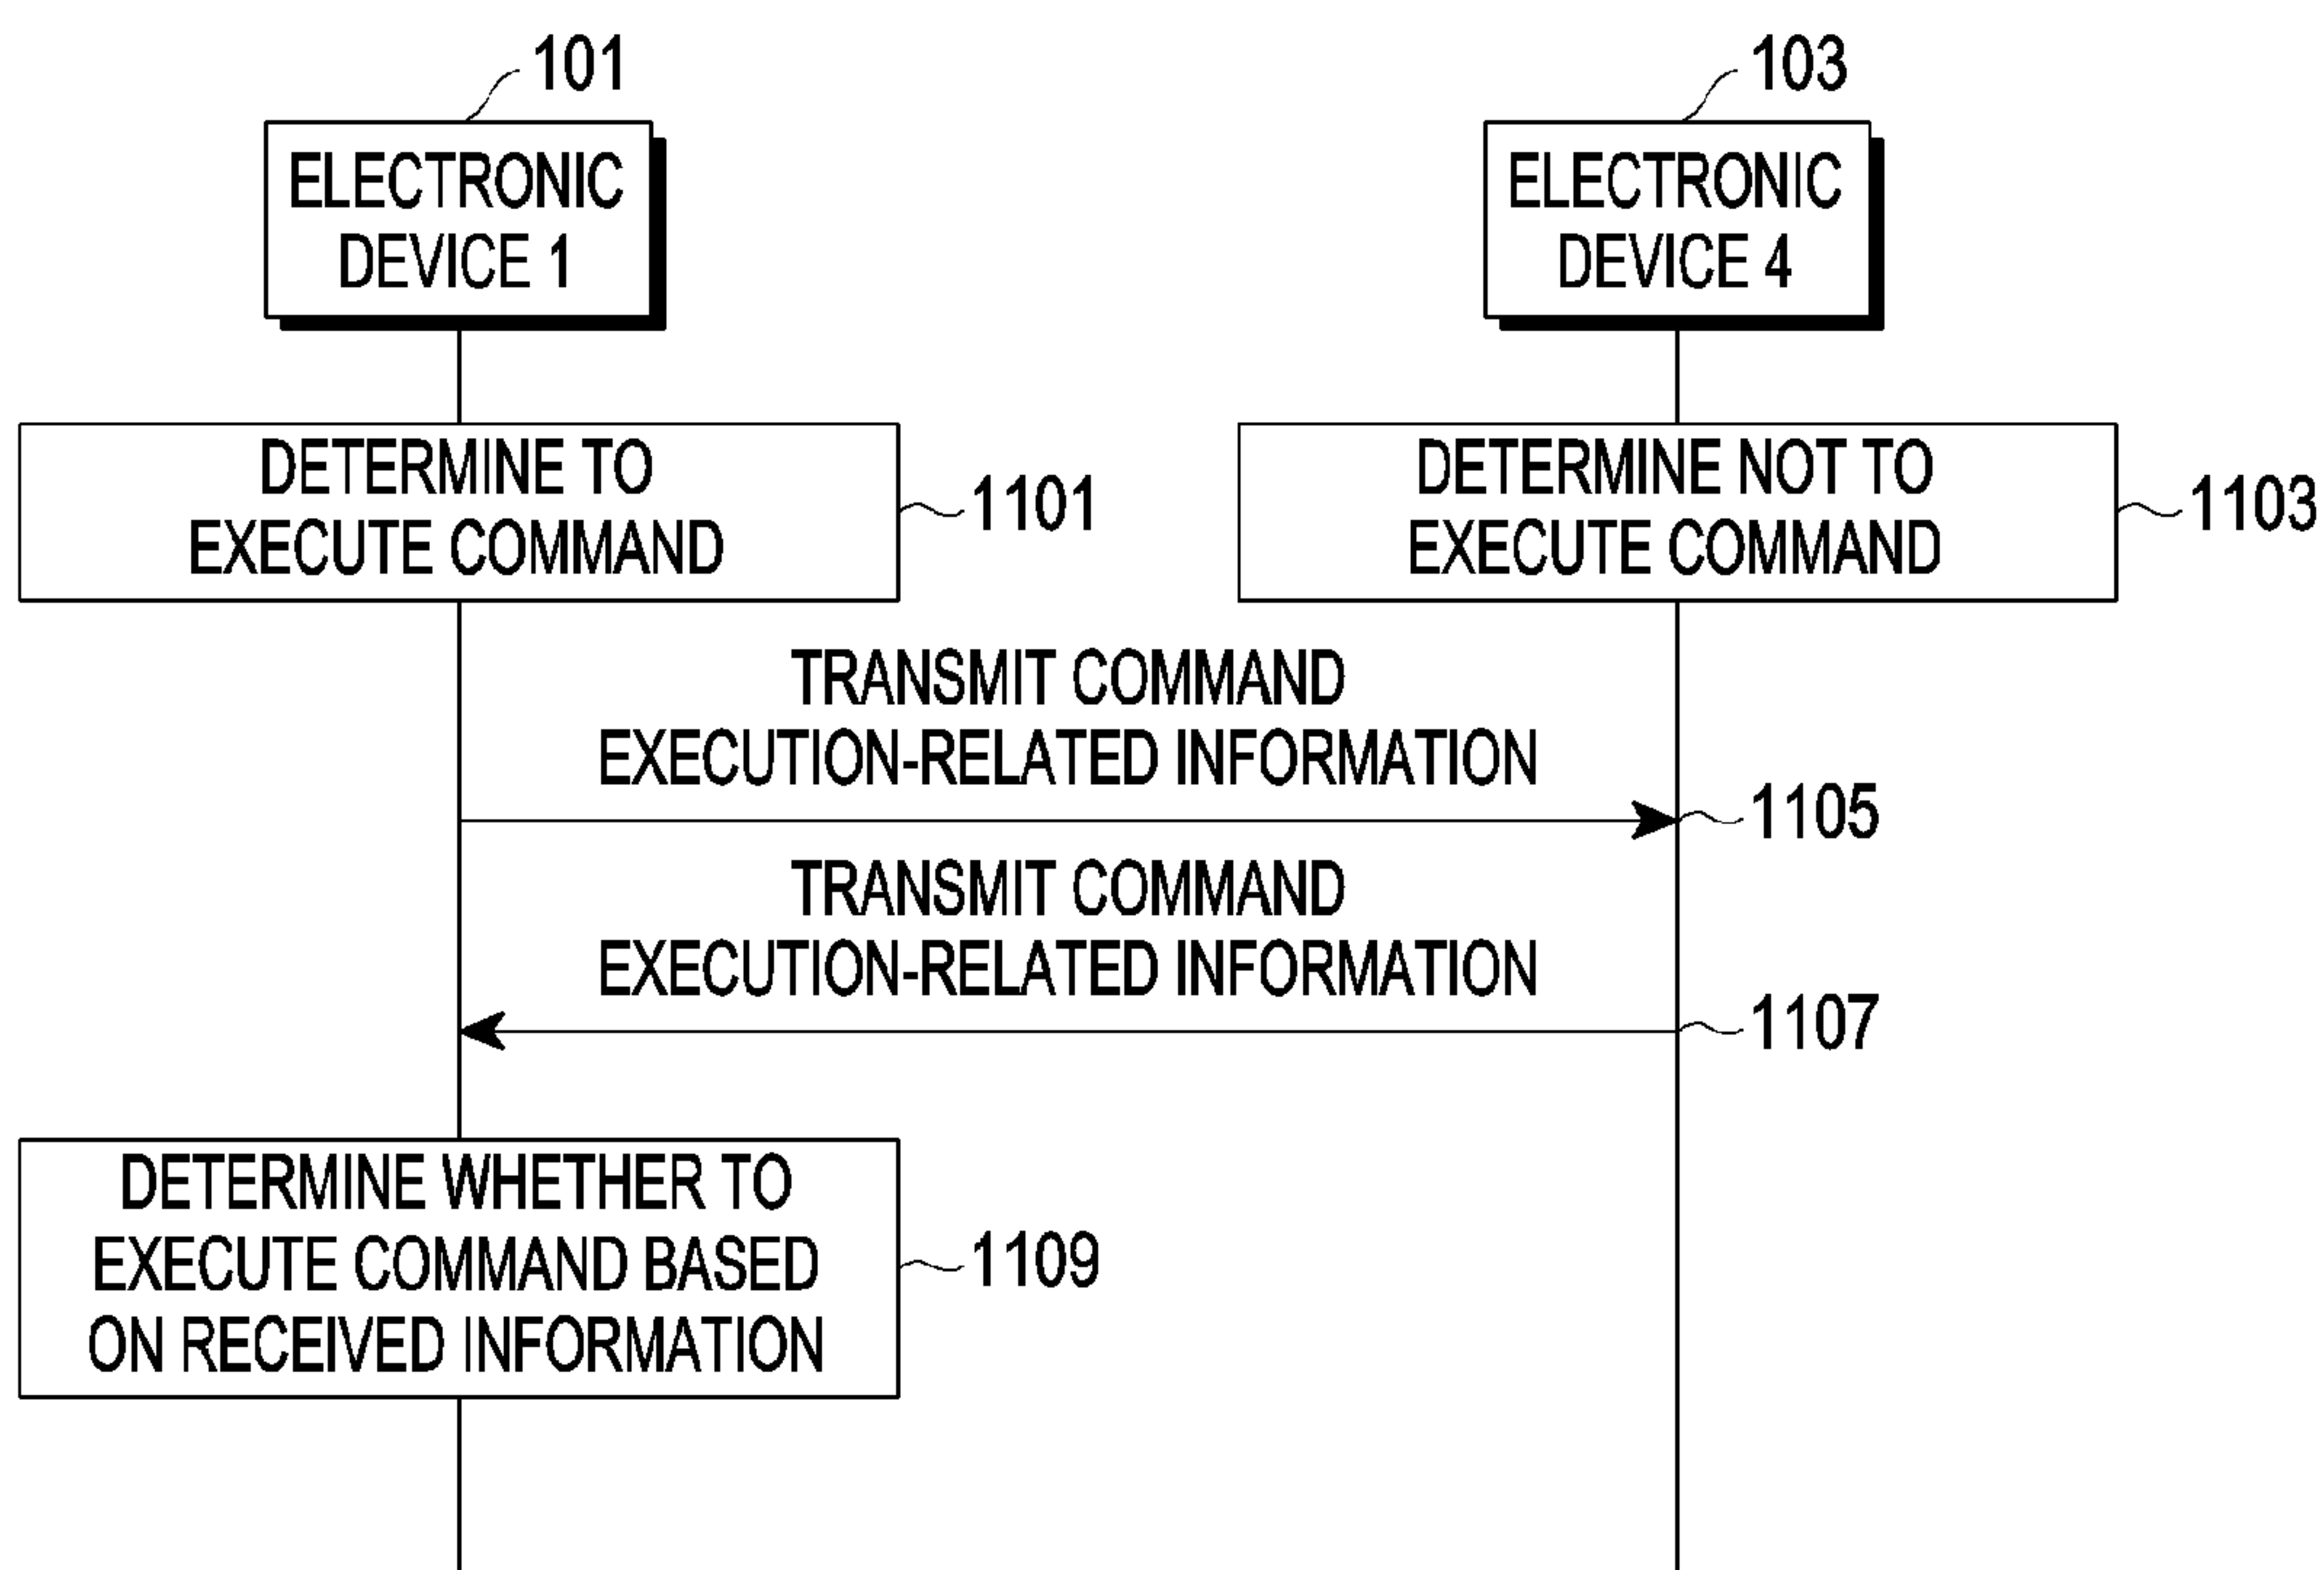 101
103
ELECTRONIC
DEVICE 1
ELECTRONIC
DEVICE 4
DETERMINE TO
EXECUTE COMMAND
1101
DETERMINE NOT TO
EXECUTE COMMAND
1103
TRANSMIT COMMAND
EXECUTION-RELATED INFORMATION
1105
TRANSMIT COMMAND
EXECUTION-RELATED INFORMATION
1107
DETERMINE WHETHER TO
EXECUTE COMMAND BASED
ON RECEIVED INFORMATION
1109